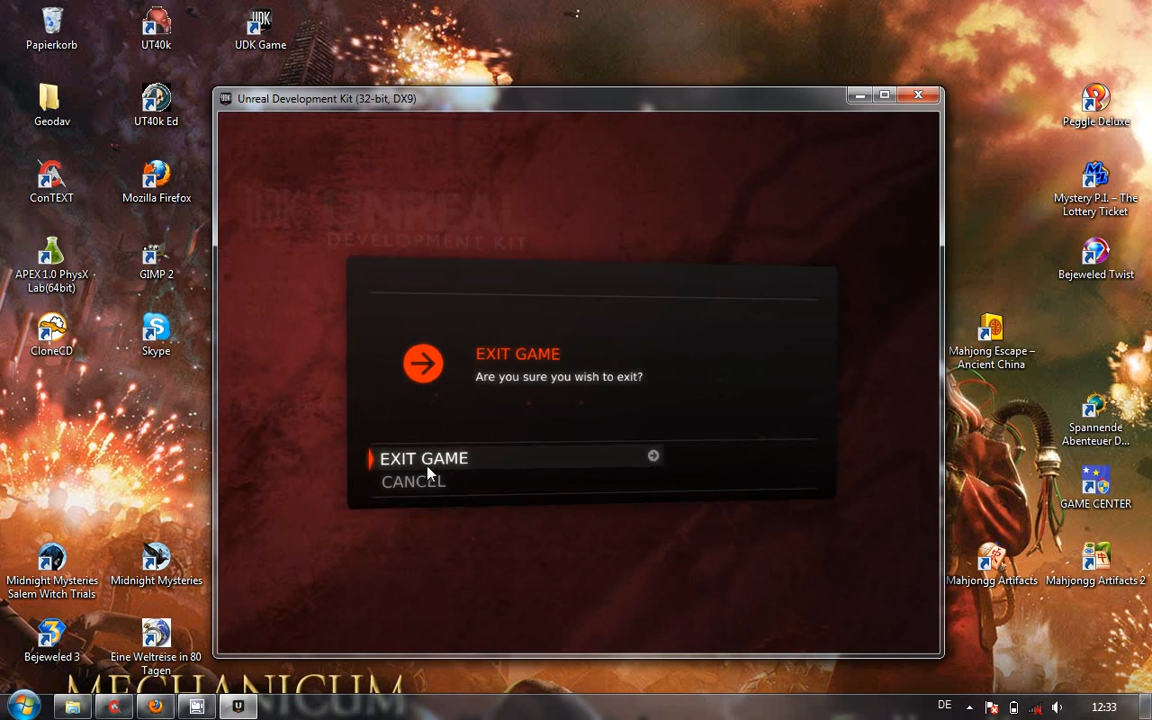 Papierkorb
UT40k
UDK Game
Geodav
UT40k Ed
ConTEXT
Mozilla Firefox
APEX 1.0 PhysX
Lab(64bit)
GIMP 2
CloneCD
Skype
Midnight Mysteries
Salem Witch Trials
Midnight Mysteries
Bejeweled 3
Eine Weltreise in 80
Tagen
Unreal Development Kit (32-bit, DX9)
DEVELOPMENT KIT
EXIT GAME
Are you sure you wish to exit?
EXIT GAME
CANCEL
Peggle Deluxe
Mystery P.I. – The
Lottery Ticket
Bejeweled Twist
Mahjong Escape –
Ancient China
Spannende
Abenteuer D...
GAME CENTER
Mahjongg Artifacts
Mahjongg Artifacts 2
MECHANICUM
DE
12:33